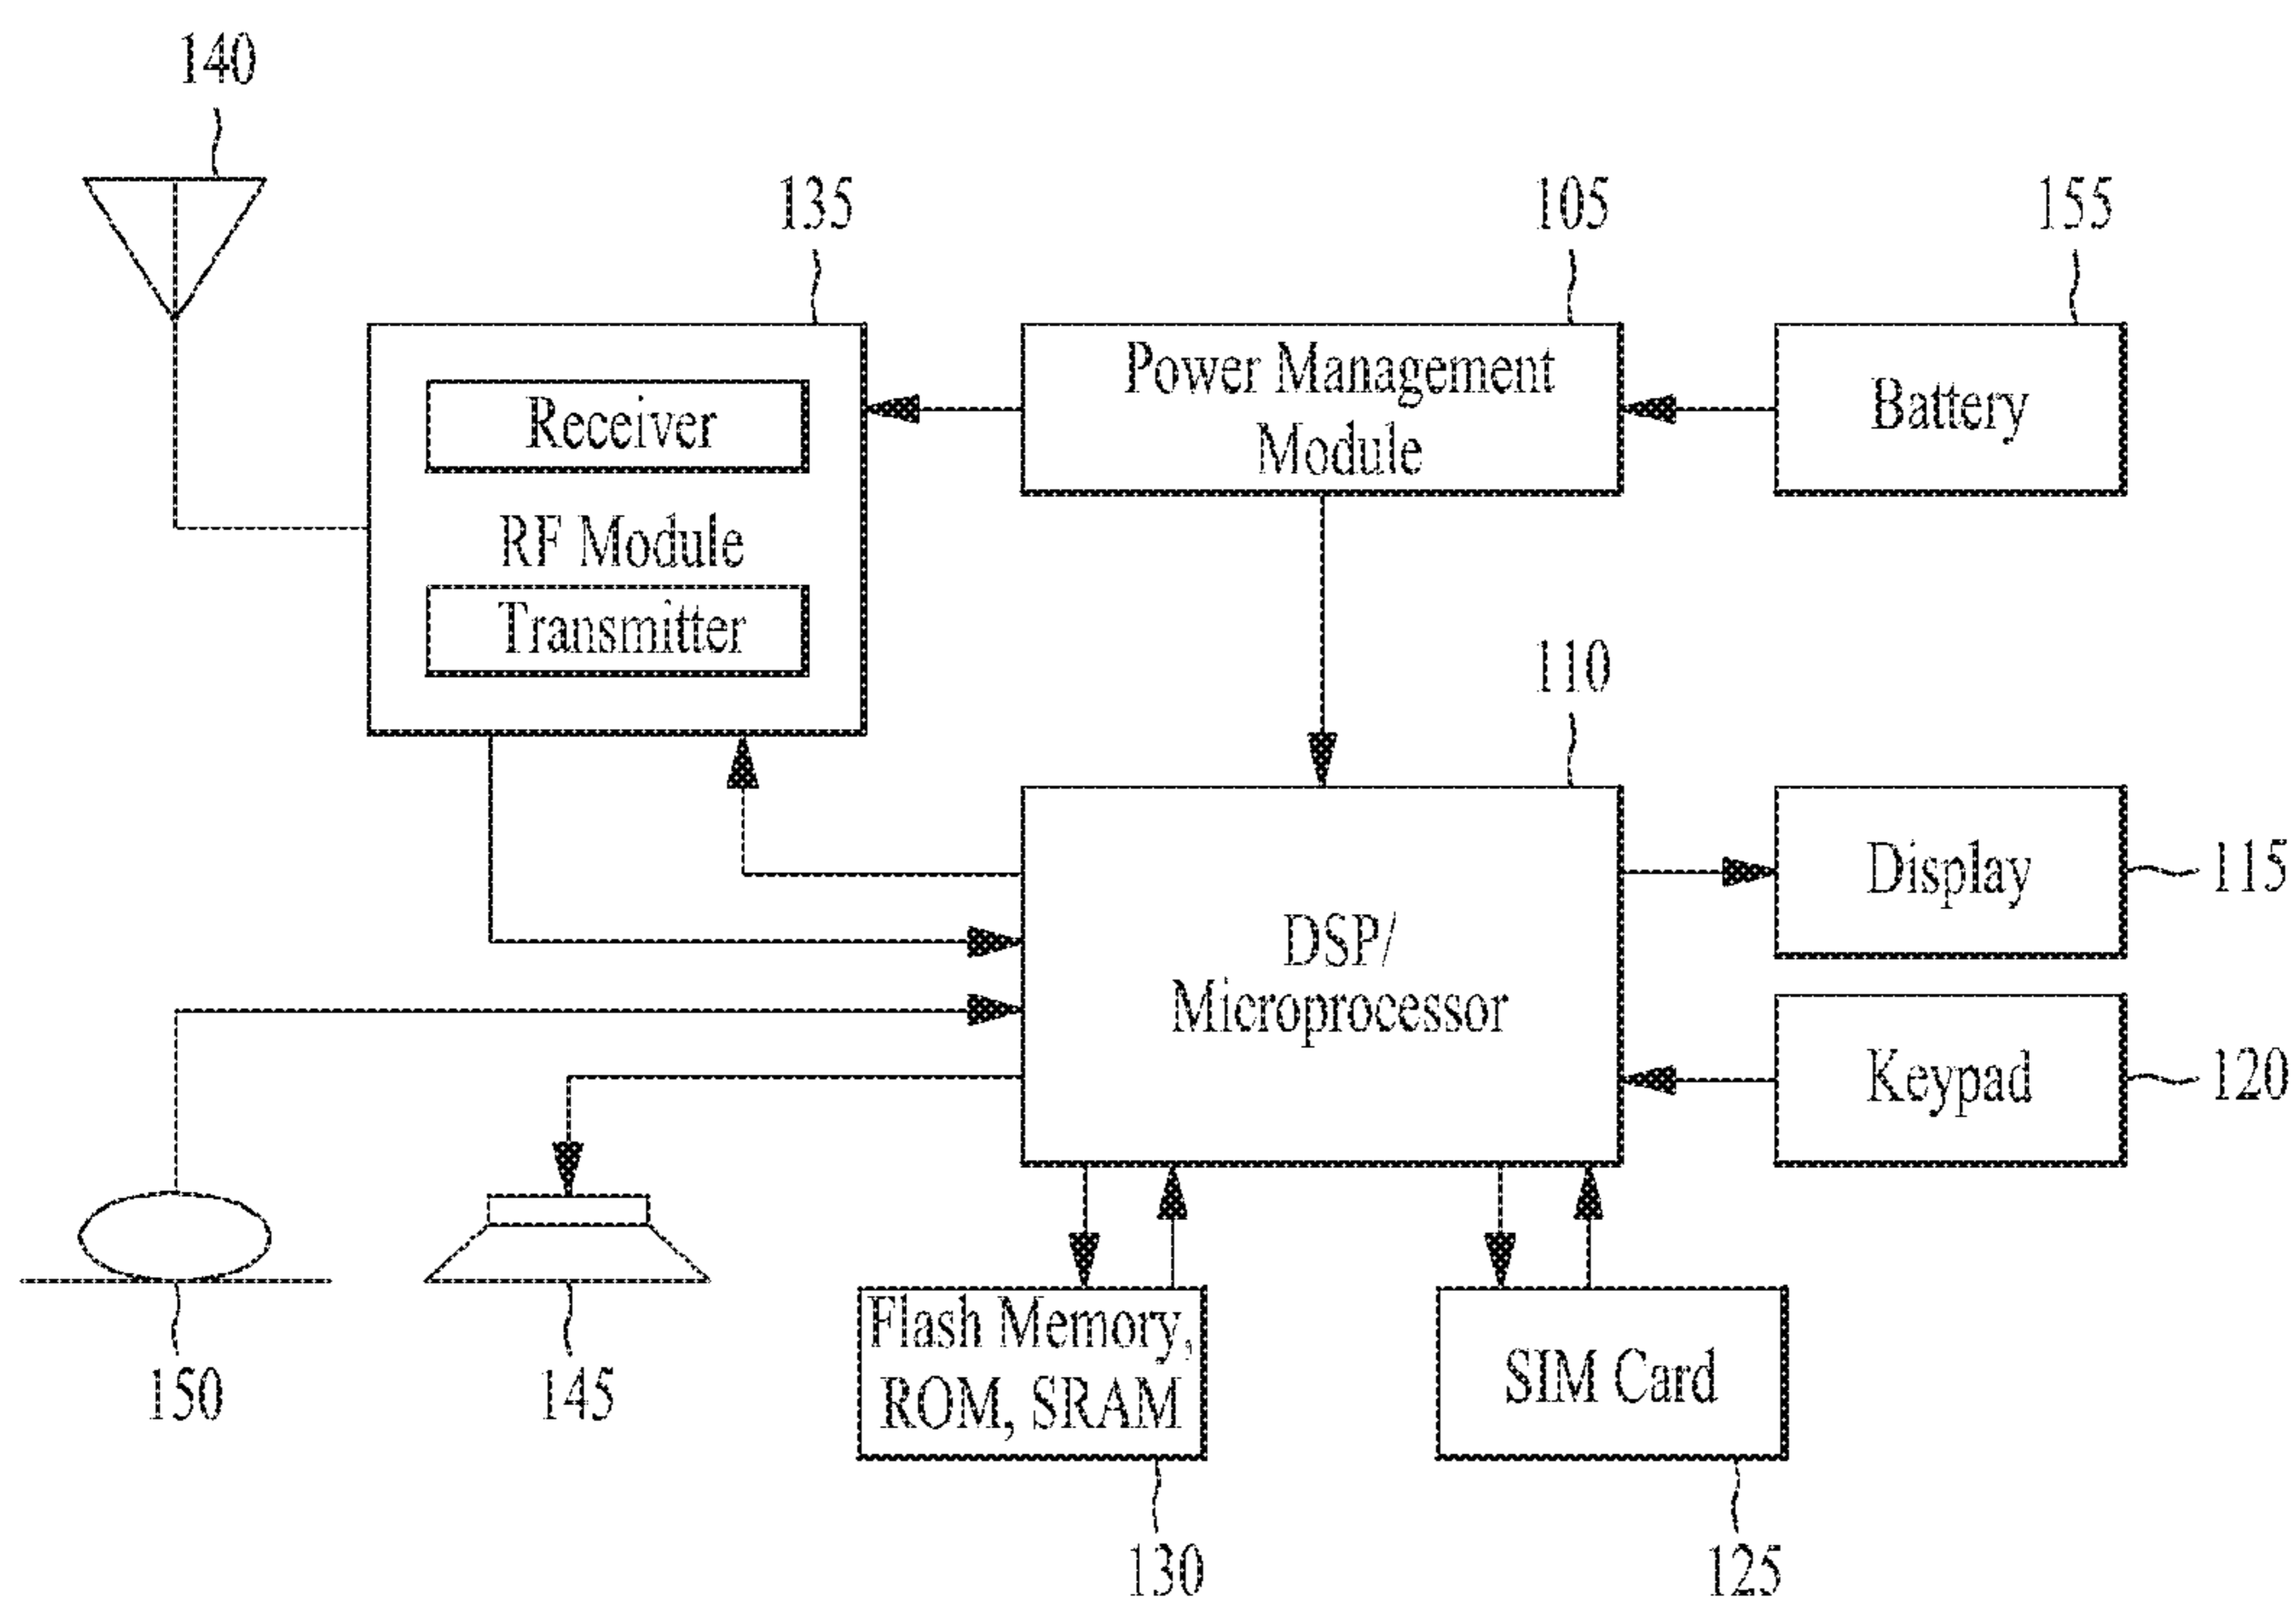 140
135
105
155
Power Management
Module
Battery
Receiver
RF Module
Transmitter
110
Display
115
DSP/
Microprocessor
Keypad
120
Flash Memory,
ROM, SRAM
SIM Card
150
145
130
125